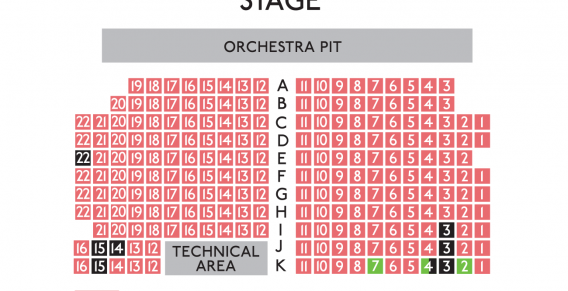 STAGE
ORCHESTRA PIT
19 18 17 16 15 14 13 12 A 11 10 9 8 7 6 5 4 3
20 19 18 17 16 15 14 13 12 B 11 10 9 8 7 6 5 4 3
22 21 20 19 18 17 16 15 14 13 12 C 11 10 9 8 7 6 5 4 3 2 1
22 21 20 19 18 17 16 15 14 13 12 D 11 10 9 8 7 6 5 4 3 2 1
22 21 20 19 18 17 16 15 14 13 12 E 11 10 9 8 7 6 5 4 3 2
22 21 20 19 18 17 16 15 14 13 12 F 11 10 9 8 7 6 5 4 3 2 1
22 21 20 19 18 17 16 15 14 13 12 G 11 10 9 8 7 6 5 4 3 2 1
22 21 20 19 18 17 16 15 14 13 12 H 11 10 9 8 7 6 5 4 3 2 1
21 20 19 18 17 16 15 14 13 12 I 11 10 9 8 7 6 5 4 3 2 1
16 15 14 13 12 TECHNICAL J 11 10 9 8 7 6 5 4 3 2 1
16 15 14 13 12 AREA K 11 10 9 8 7 6 5 4 3 2 1